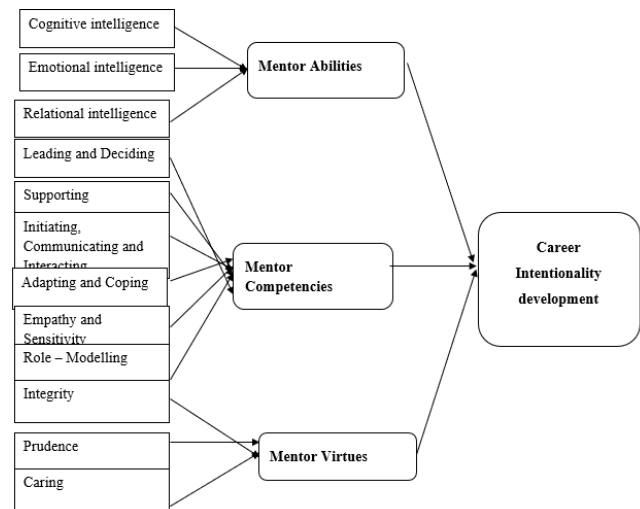 Cognitive intelligence
Emotional intelligence
Relational intelligence
Leading and Deciding
Supporting
Initiating,
Communicating and
Interacting
Adapting and Coping
Empathy and
Sensitivity
Role – Modelling
Integrity
Prudence
Caring
Mentor Abilities
Mentor
Competencies
Mentor Virtues
Career
Intentionality
development